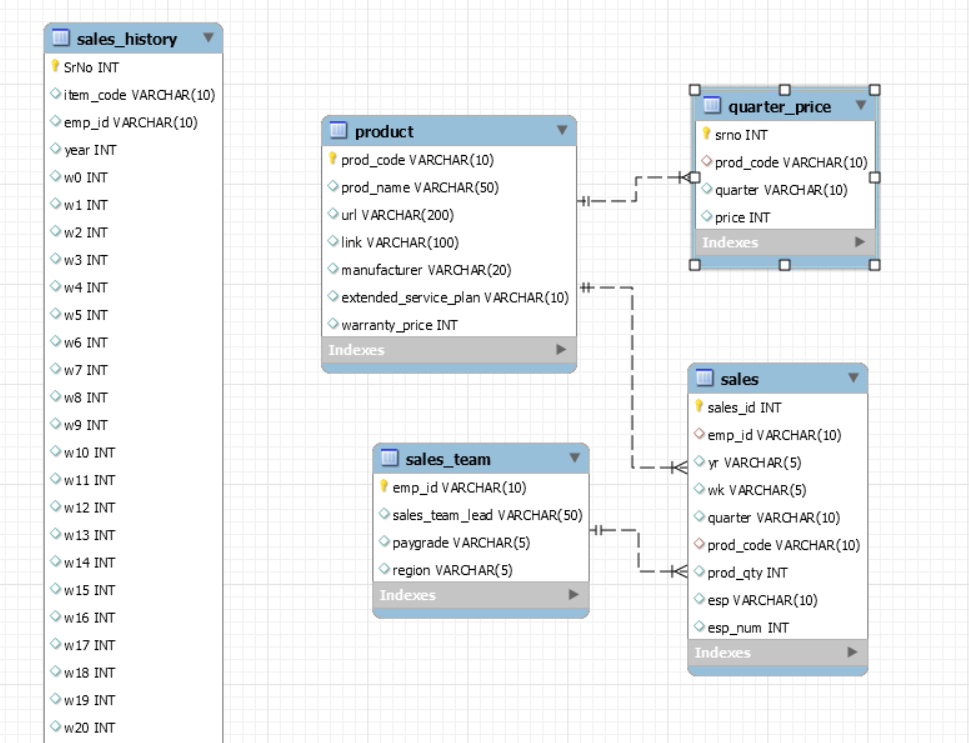 sales_history
SrNo INT
item_code VARCHAR(10)
emp_id VARCHAR(10)
year INT
w0 INT
w1 INT
w2 INT
w3 INT
w4 INT
w5 INT
w6 INT
w7 INT
w8 INT
w9 INT
w10 INT
w11 INT
w12 INT
w13 INT
w14 INT
w15 INT
w16 INT
w17 INT
w18 INT
w19 INT
w20 INT
product
prod_code VARCHAR(10)
prod_name VARCHAR(50)
url VARCHAR(200)
link VARCHAR(100)
manufacturer VARCHAR(20)
extended_service_plan VARCHAR(10)
warranty_price INT
Indexes
quarter_price
srno INT
prod_code VARCHAR(10)
quarter VARCHAR(10)
price INT
Indexes
sales_team
emp_id VARCHAR(10)
sales_team_lead VARCHAR(50)
paygrade VARCHAR(5)
region VARCHAR(5)
Indexes
sales
sales_id INT
emp_id VARCHAR(10)
yr VARCHAR(5)
wk VARCHAR(5)
quarter VARCHAR(10)
prod_code VARCHAR(10)
prod_qty INT
esp VARCHAR(10)
esp_num INT
Indexes